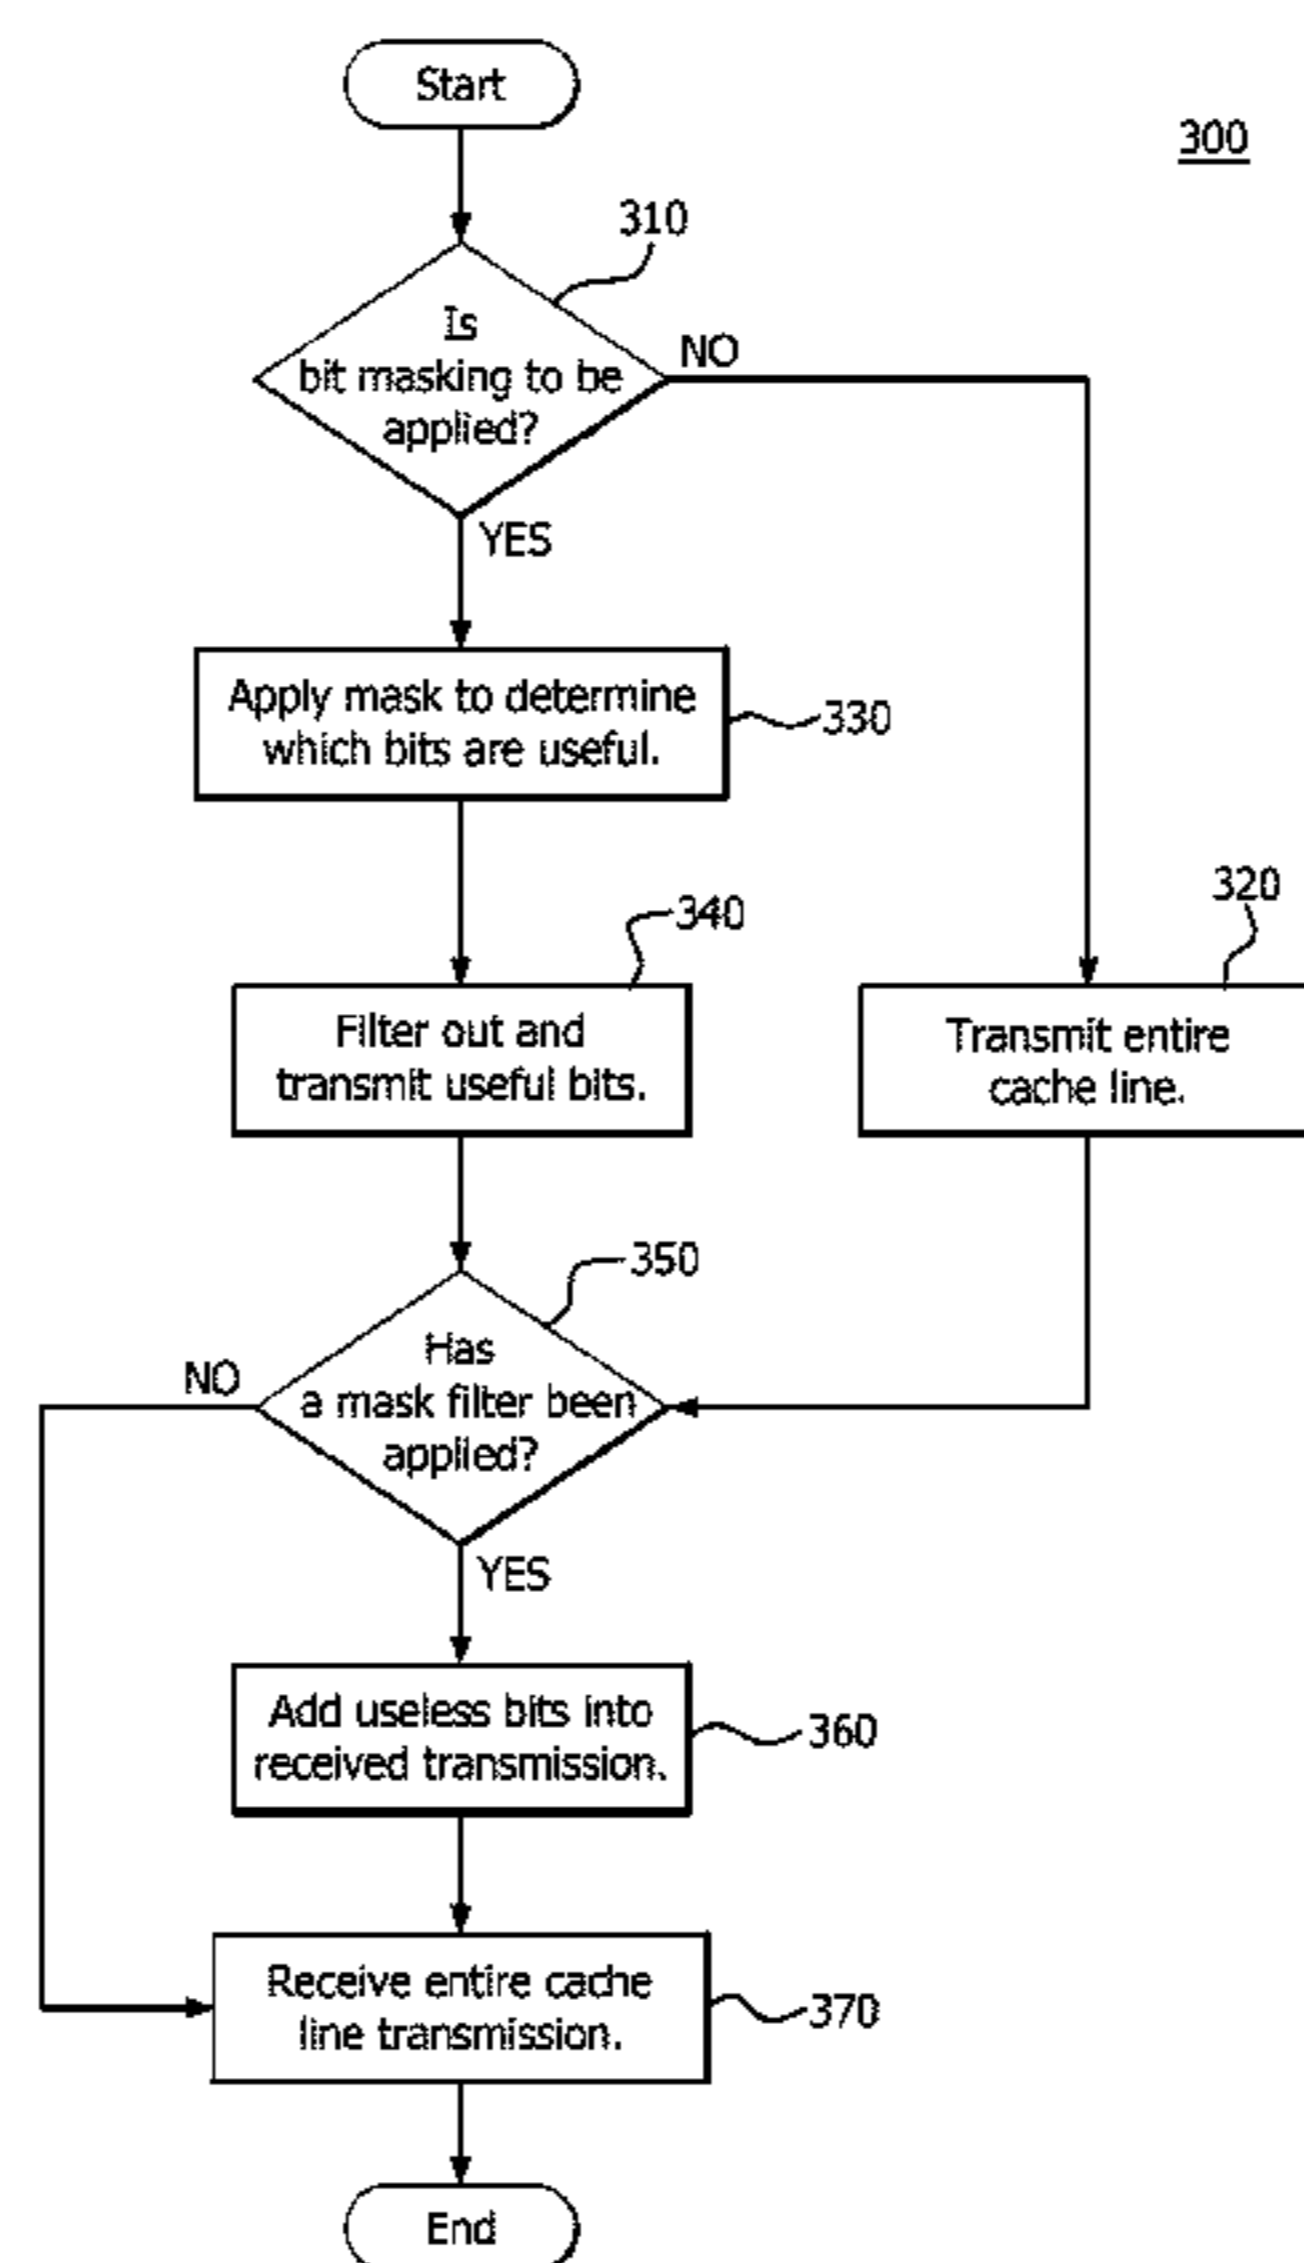 Start
300
310
Is
bit masking to be
applied?
NO
YES
Apply mask to determine
which bits are useful.
330
340
320
Filter out and
transmit useful bits.
Transmit entire
cache line.
350
Has
a mask filter been
applied?
NO
YES
Add useless bits into
received transmission.
360
Receive entire cache
line transmission.
370
End